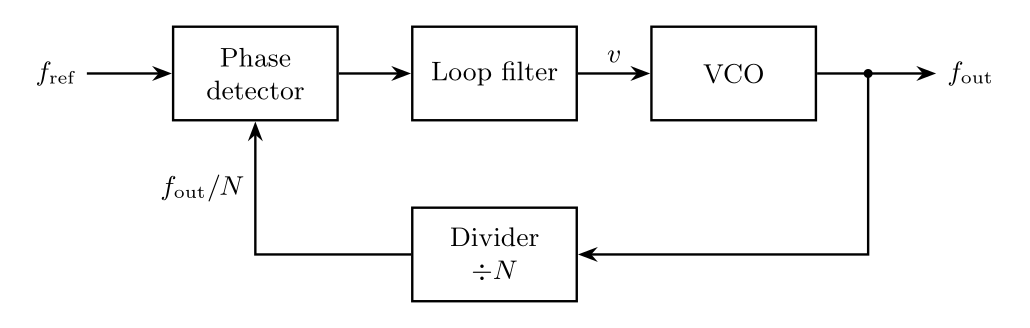 f_ref
Phase
detector
Loop filter
v
VCO
f_out
f_out/N
Divider
÷N